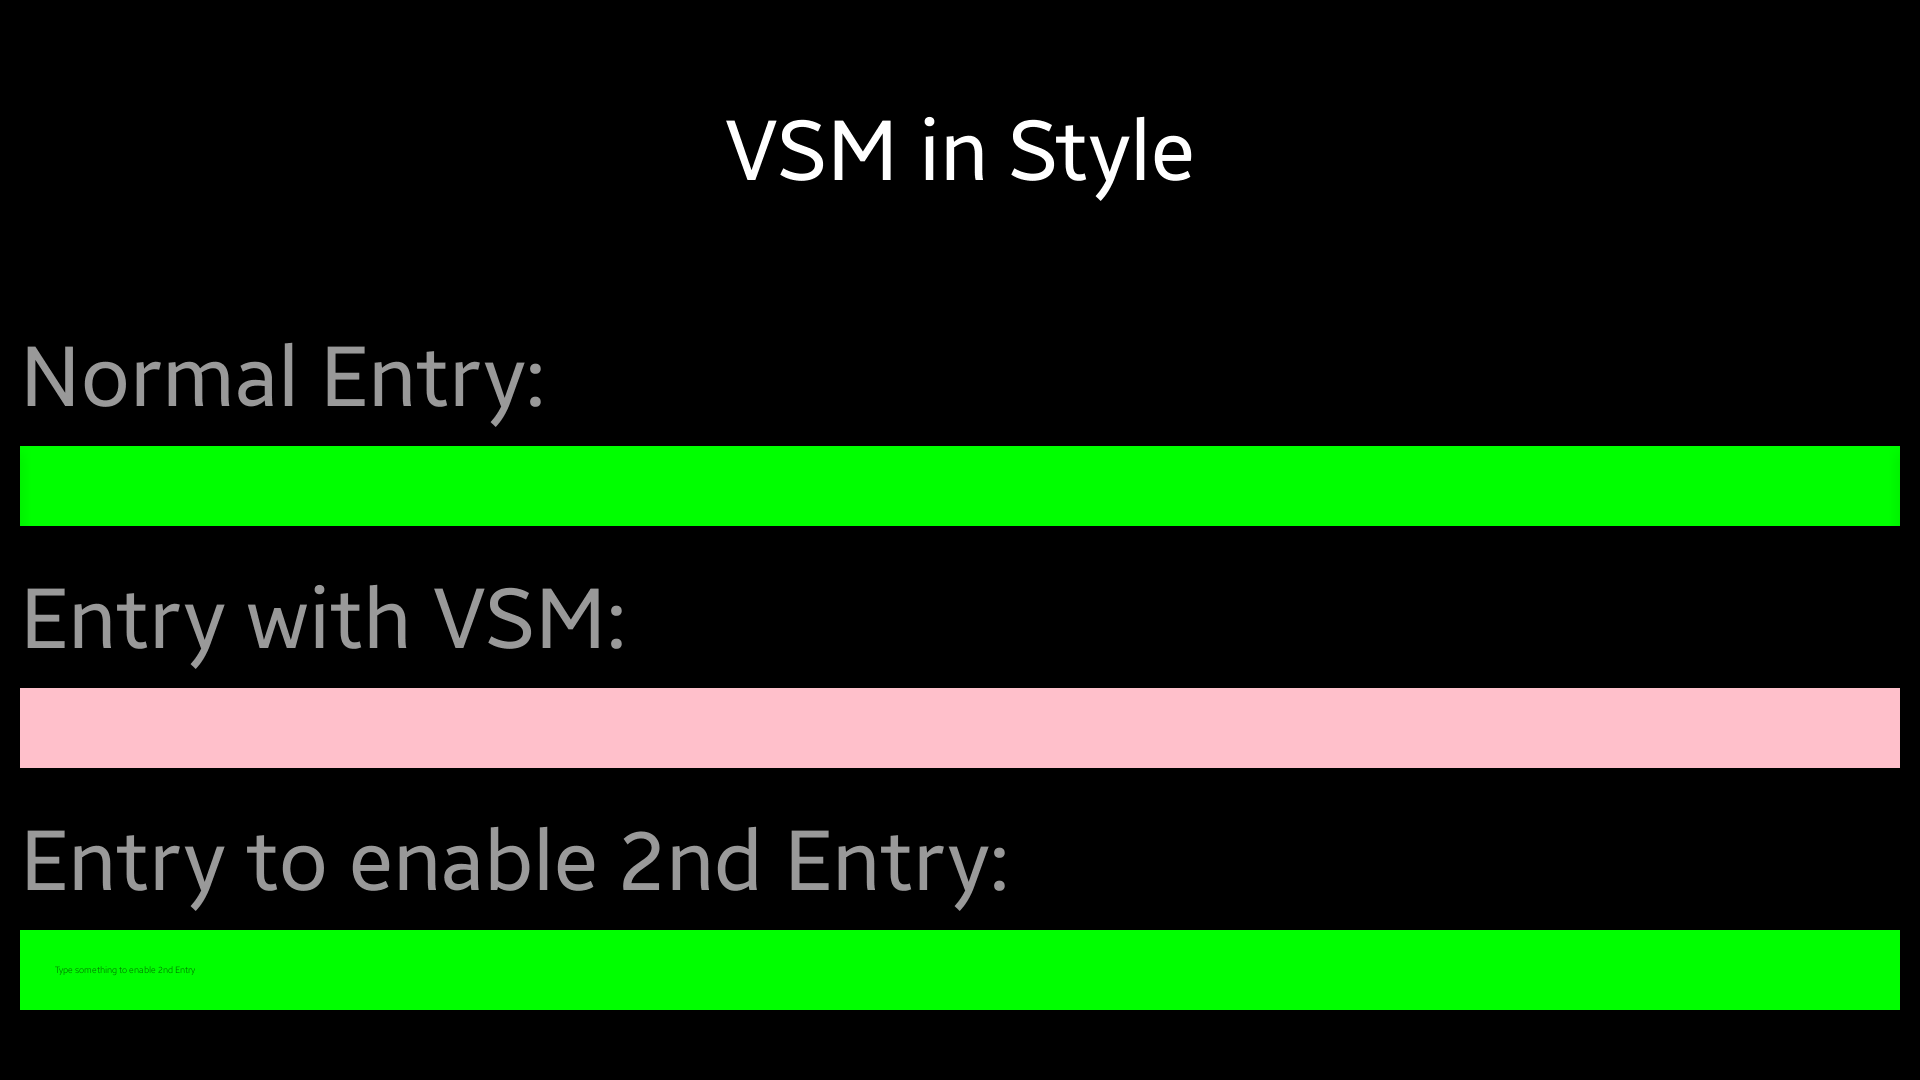 VSM in Style
Normal Entry:
Entry with VSM:
Entry to enable 2nd Entry:
Type something to enable 2nd Entry